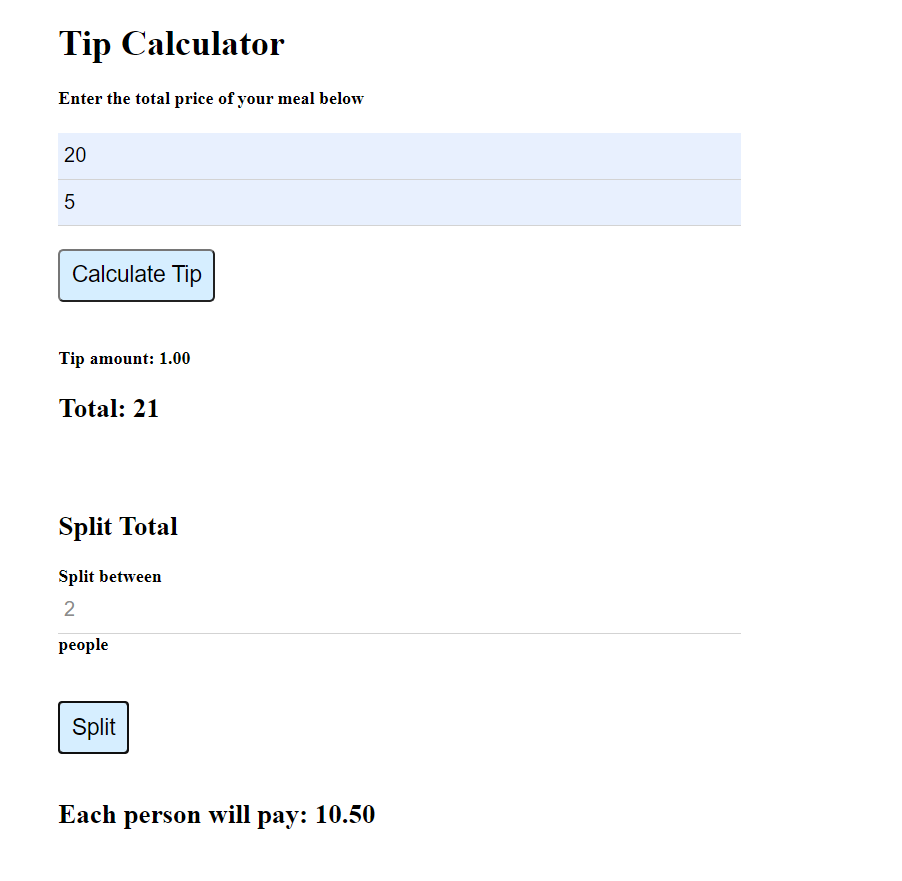 Tip Calculator
Enter the total price of your meal below
20
5
Calculate Tip
Tip amount: 1.00
Total: 21
Split Total
Split between
2
people
Split
Each person will pay: 10.50